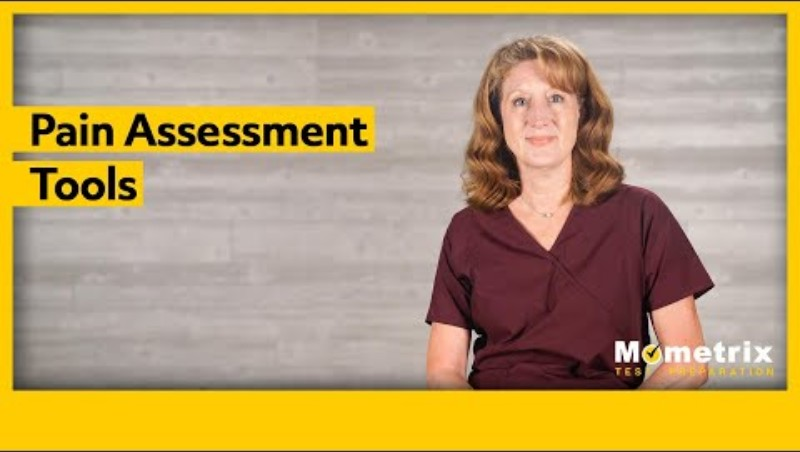 Pain Assessment
Tools
Mometrix
TEST PREPARATION